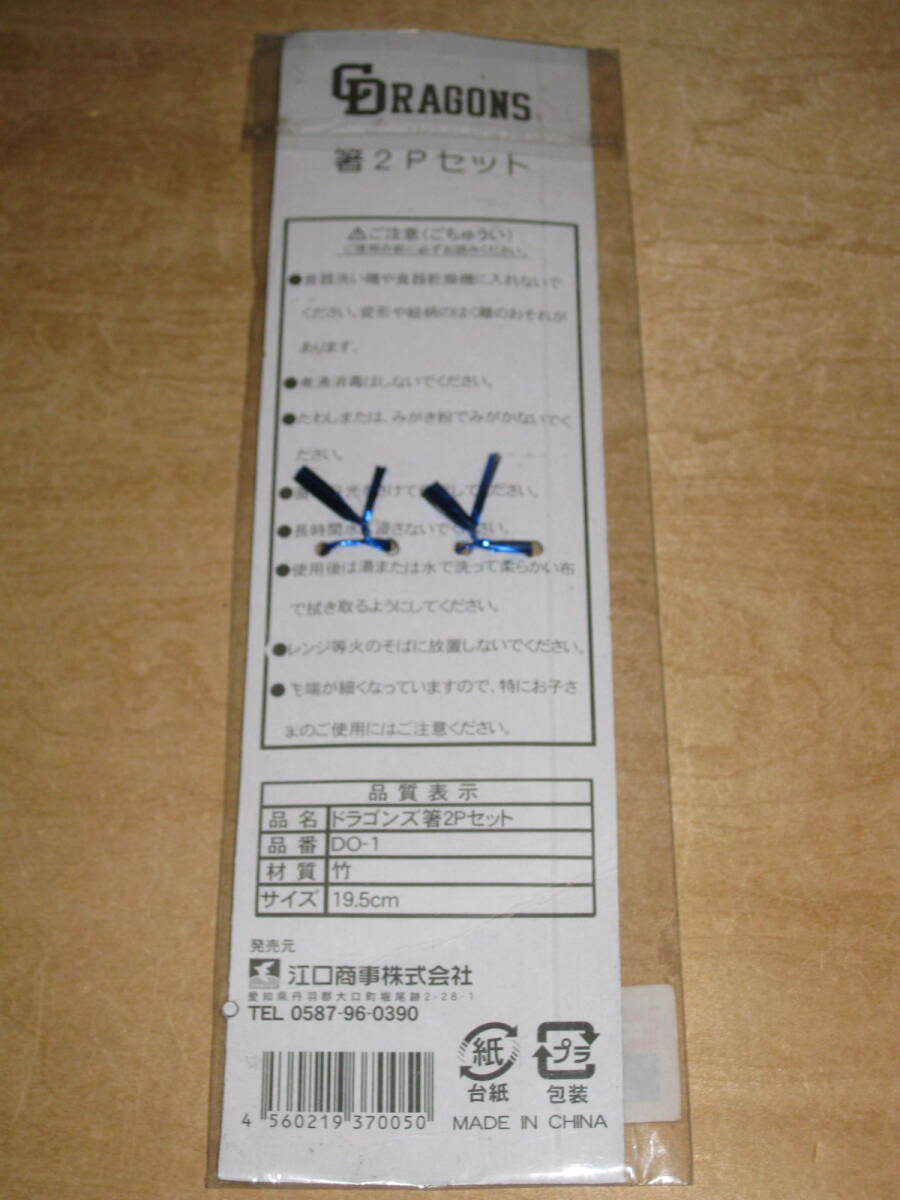 CDRAGONS
箸2Pセット
⚠ご注意(ごちゅうい)
ご使用の前に必ずお読みください。
●食器洗い機や食器乾燥機に入れないで
ください。変形や絵柄のはく離のおそれが
あります。
●煮沸消毒はしないでください。
●たわしまたは、みがき粉でみがかないでく
ださい。
●光をさけてください。
●長時間水に浸さないでください。
●使用後は湯または水で洗って柔らかい布
で拭き取るようにしてください。
●レンジ等火のそばに放置しないでください。
●先端が細くなっていますので、特にお子さ
まのご使用にはご注意ください。
品質表示
品名 ドラゴンズ箸2Pセット
品番 DO-1
材質 竹
サイズ 19.5cm
発売元
江口商事株式会社
愛知県丹羽郡大口町堀尾跡2-28-1
TEL 0587-96-0390
紙 プラ
台紙 包装
4 560219 370050
MADE IN CHINA